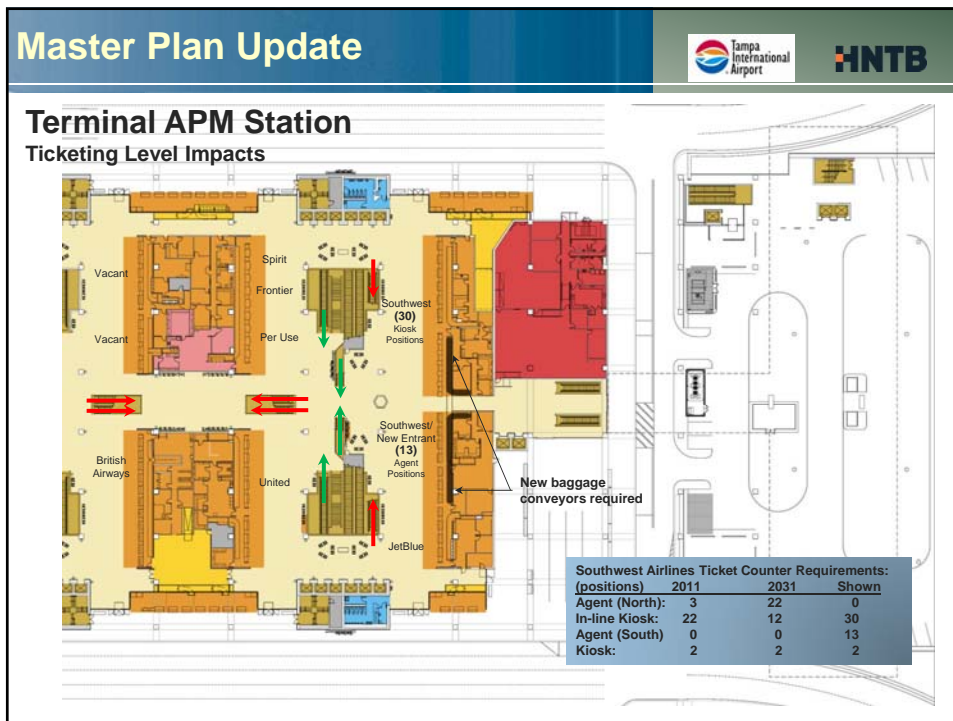 Master Plan Update
Tampa
International
Airport
HNTB
Terminal APM Station
Ticketing Level Impacts
Vacant
Spirit
Frontier
Southwest
(30)
Kiosk
Positions
Vacant
Per Use
Southwest/
New Entrant
(13)
Agent
Positions
British
Airways
United
New baggage
conveyors required
JetBlue
Southwest Airlines Ticket Counter Requirements:
(positions) 2011 2031 Shown
Agent (North): 3 22 0
In-line Kiosk: 22 12 30
Agent (South) 0 0 13
Kiosk: 2 2 2